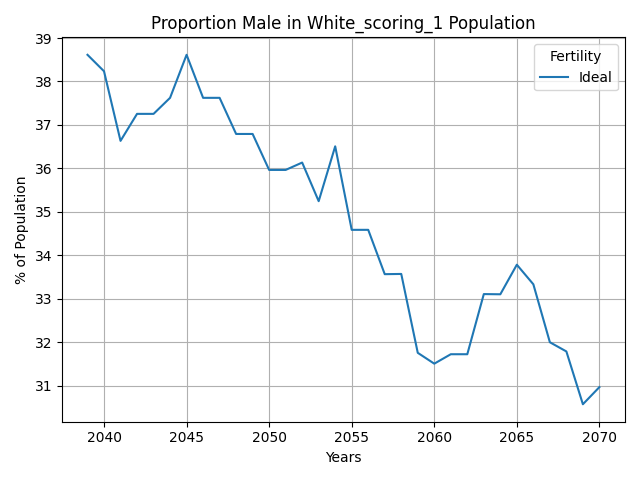 Proportion Male in White_scoring_1 Population
Fertility
Ideal
% of Population
39
38
37
36
35
34
33
32
31
2040 2045 2050 2055 2060 2065 2070
Years